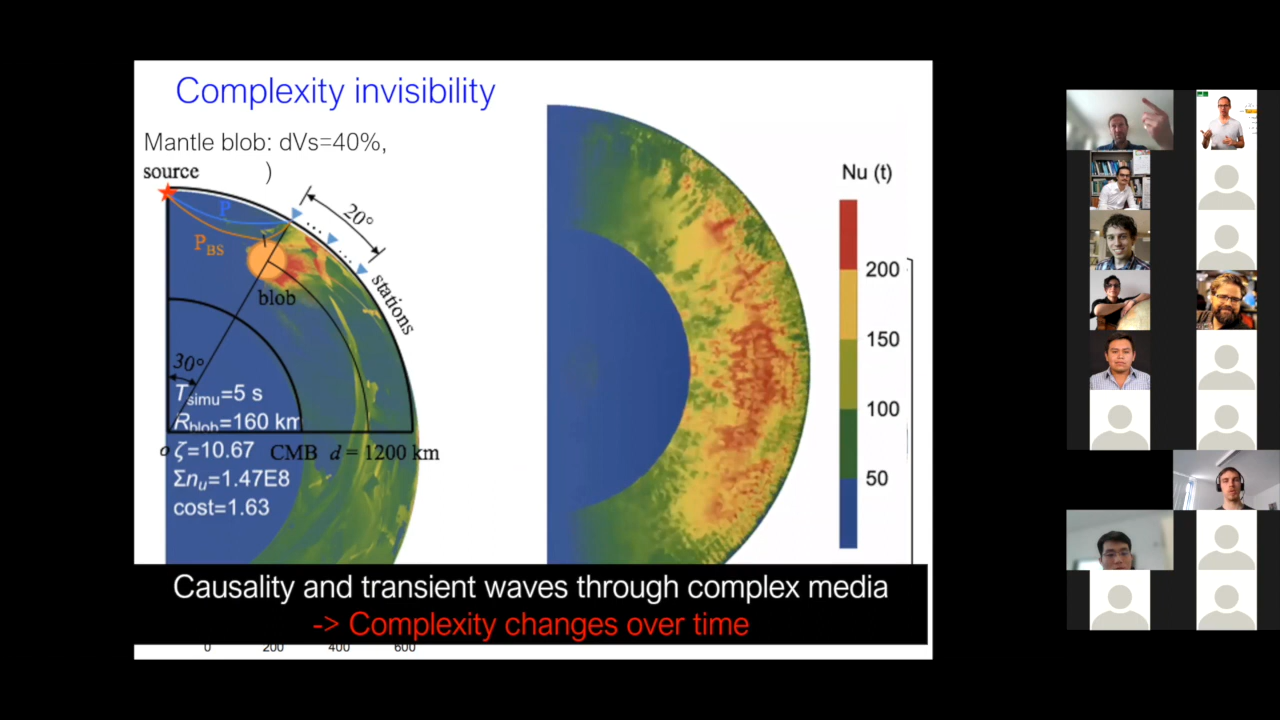 Complexity invisibility
Mantle blob: dVs=40%,
)
source
P
20°
P_BS
blob
stations
30°
T_simu=5 s
R_blob=160 km
o ζ=10.67 CMB d = 1200 km
Σn_u=1.47E8
cost=1.63
Nu (t)
200
150
100
50
Causality and transient waves through complex media
-> Complexity changes over time
0 200 400 600